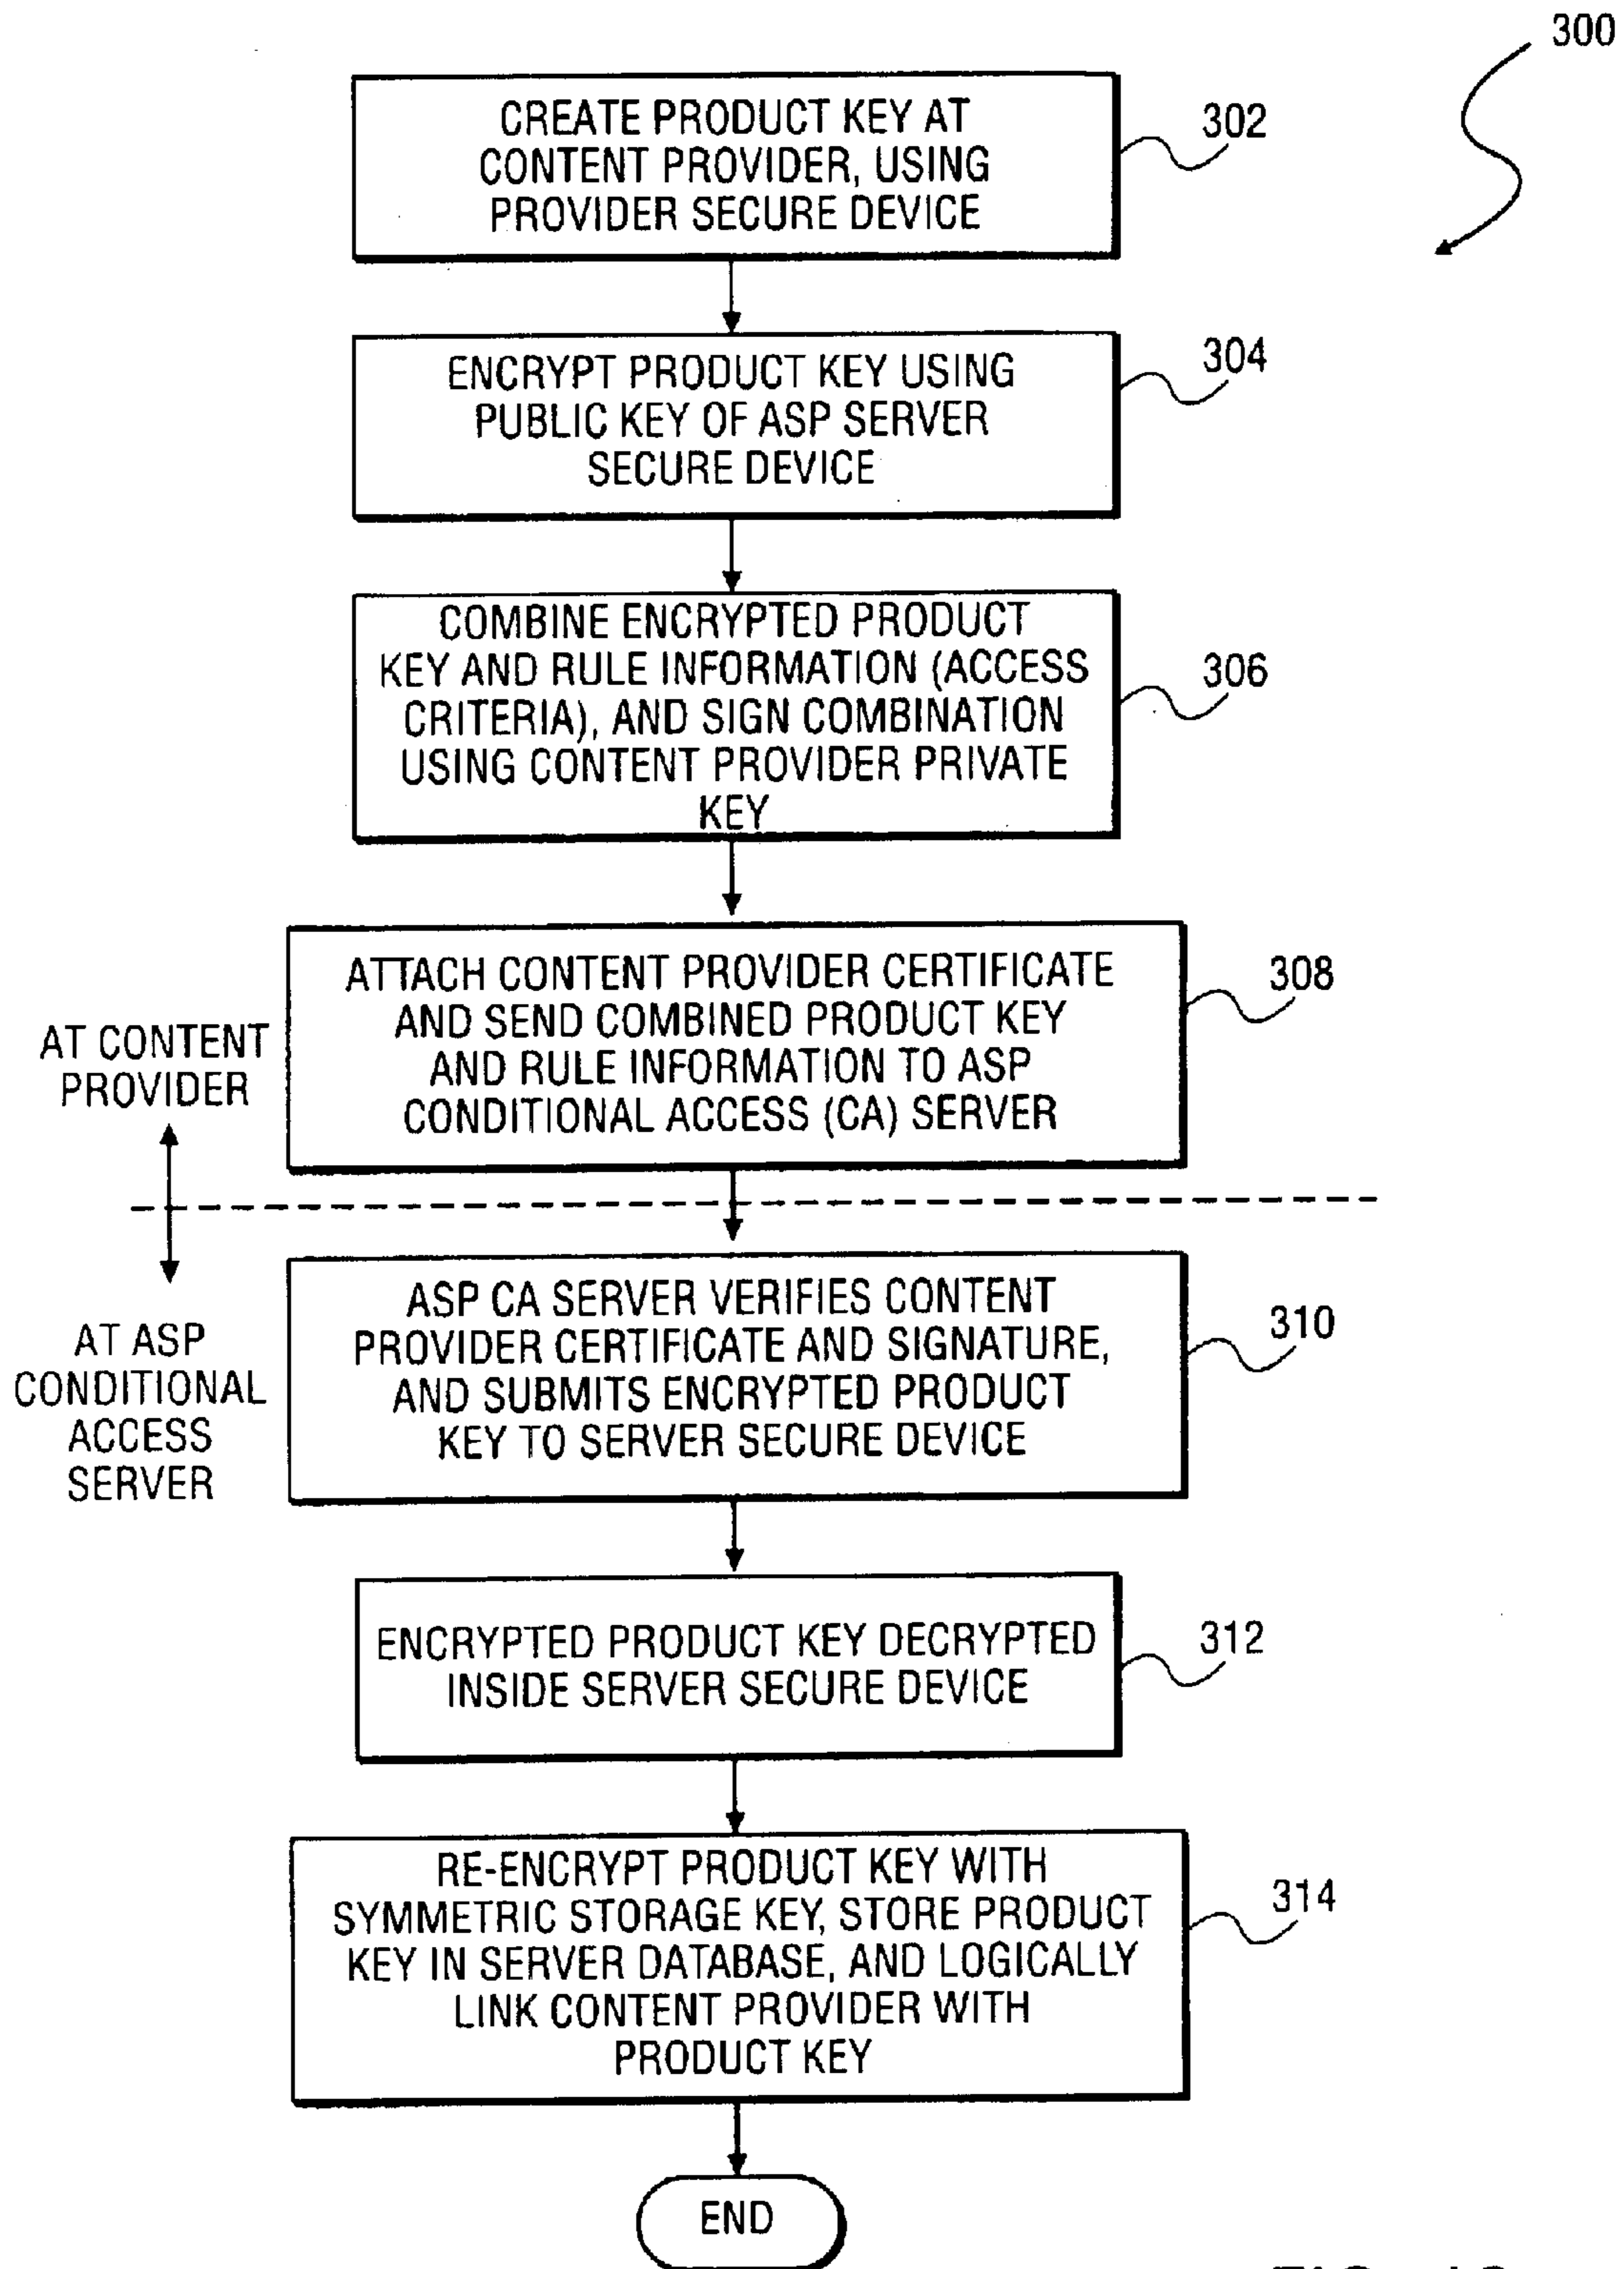 300
CREATE PRODUCT KEY AT
CONTENT PROVIDER, USING
PROVIDER SECURE DEVICE
302
ENCRYPT PRODUCT KEY USING
PUBLIC KEY OF ASP SERVER
SECURE DEVICE
304
COMBINE ENCRYPTED PRODUCT
KEY AND RULE INFORMATION (ACCESS
CRITERIA), AND SIGN COMBINATION
USING CONTENT PROVIDER PRIVATE
KEY
306
ATTACH CONTENT PROVIDER CERTIFICATE
AND SEND COMBINED PRODUCT KEY
AND RULE INFORMATION TO ASP
CONDITIONAL ACCESS (CA) SERVER
308
AT CONTENT
PROVIDER
AT ASP
CONDITIONAL
ACCESS
SERVER
ASP CA SERVER VERIFIES CONTENT
PROVIDER CERTIFICATE AND SIGNATURE,
AND SUBMITS ENCRYPTED PRODUCT
KEY TO SERVER SECURE DEVICE
310
ENCRYPTED PRODUCT KEY DECRYPTED
INSIDE SERVER SECURE DEVICE
312
RE-ENCRYPT PRODUCT KEY WITH
SYMMETRIC STORAGE KEY, STORE PRODUCT
KEY IN SERVER DATABASE, AND LOGICALLY
LINK CONTENT PROVIDER WITH
PRODUCT KEY
314
END